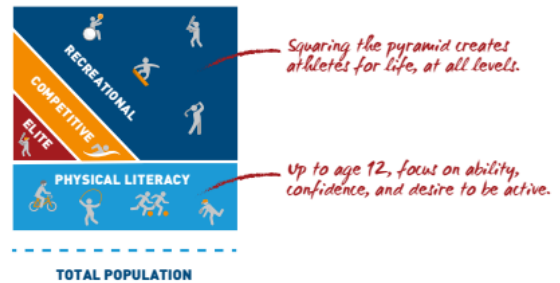 RECREATIONAL
COMPETITIVE
ELITE
Squaring the pyramid creates
athletes for life, at all levels.
PHYSICAL LITERACY
Up to age 12, focus on ability,
confidence, and desire to be active.
TOTAL POPULATION